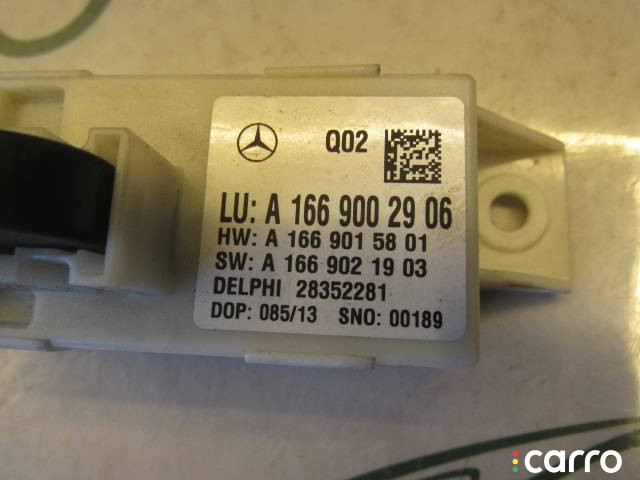 Q02
LU: A 166 900 29 06
HW: A 166 901 58 01
SW: A 166 902 19 03
DELPHI 28352281
DOP: 085/13 SNO: 00189
carro